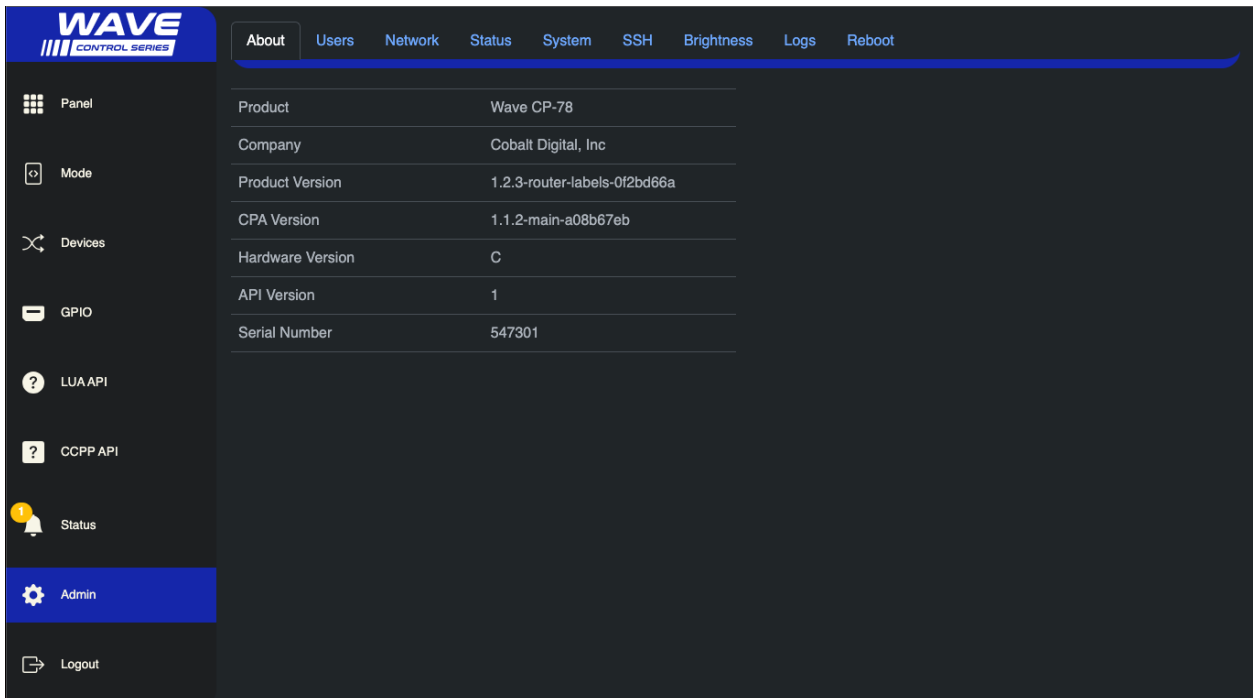 WAVE
CONTROL SERIES
About Users Network Status System SSH Brightness Logs Reboot
Panel
Mode
Devices
GPIO
LUA API
CCPP API
1
Status
Admin
Logout
Product Wave CP-78
Company Cobalt Digital, Inc
Product Version 1.2.3-router-labels-0f2bd66a
CPA Version 1.1.2-main-a08b67eb
Hardware Version C
API Version 1
Serial Number 547301